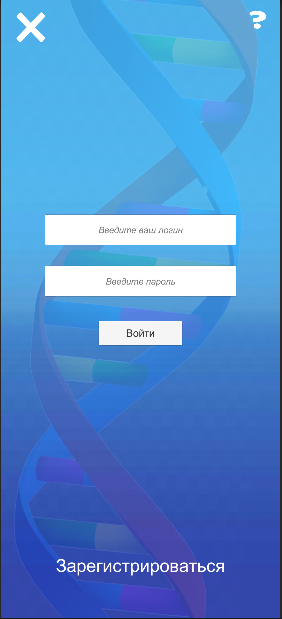 ?
Введите ваш логин
Введите пароль
Войти
Зарегистрироваться